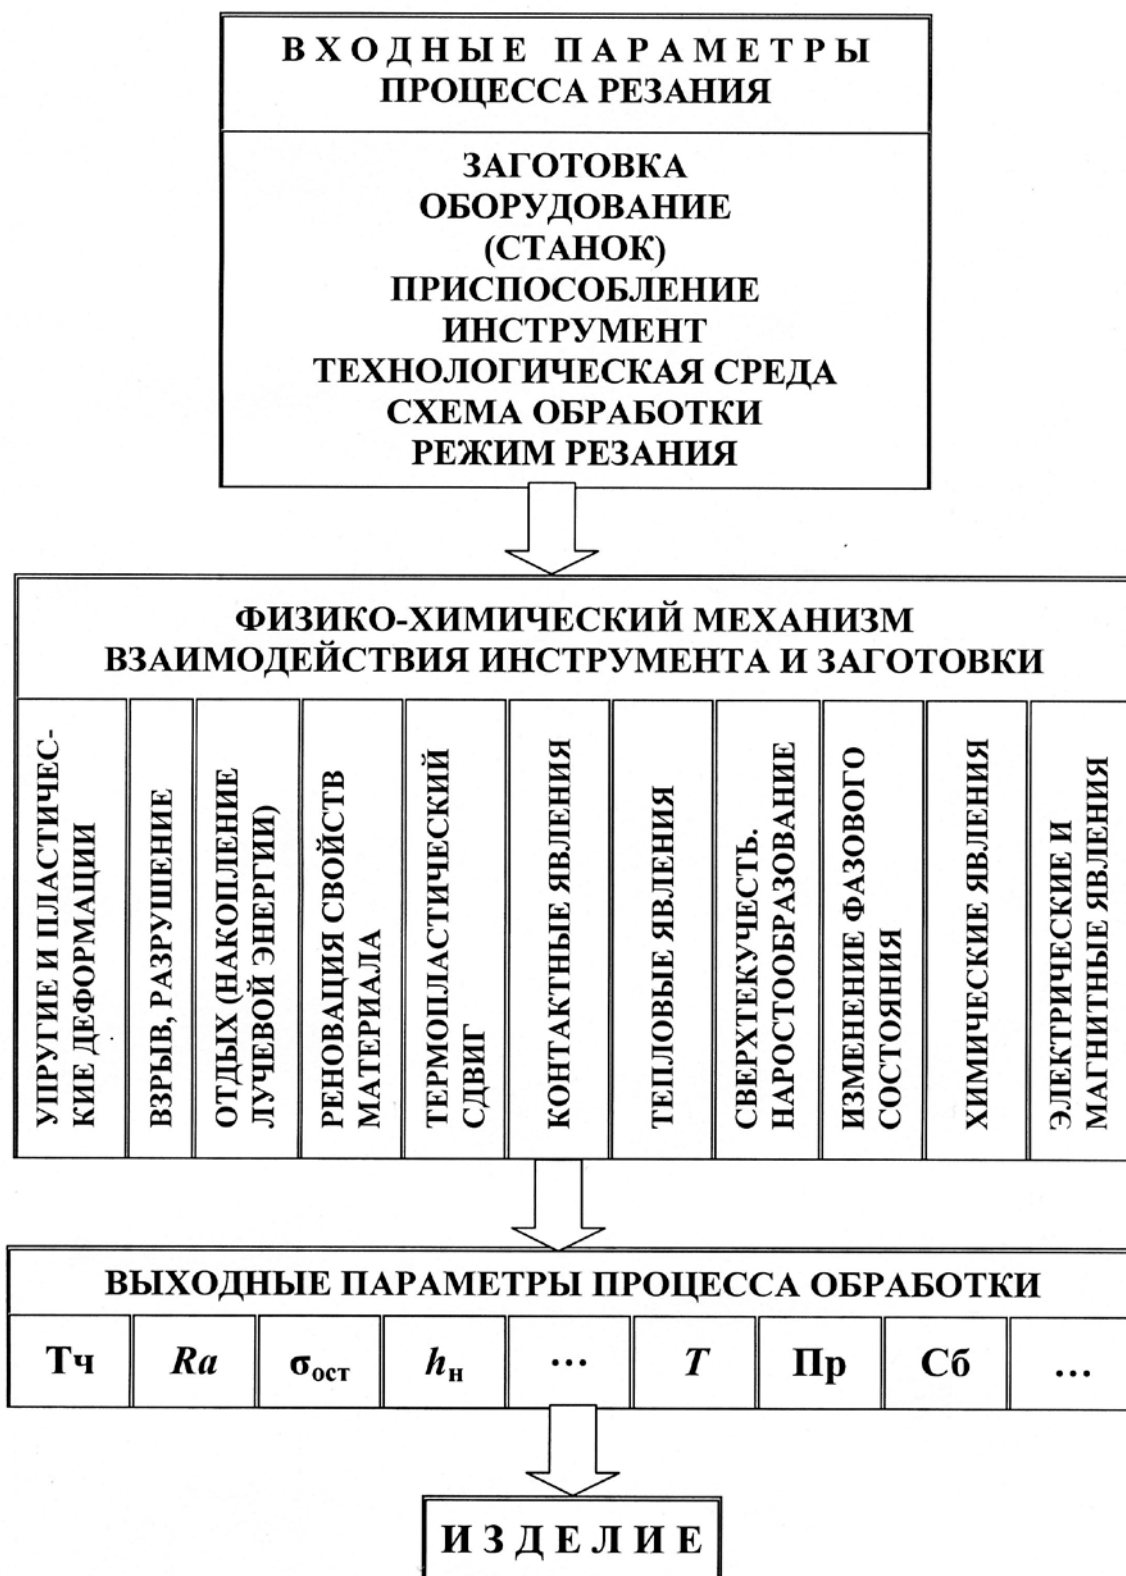 ВХОДНЫЕ ПАРАМЕТРЫ
ПРОЦЕССА РЕЗАНИЯ
ЗАГОТОВКА
ОБОРУДОВАНИЕ
(СТАНОК)
ПРИСПОСОБЛЕНИЕ
ИНСТРУМЕНТ
ТЕХНОЛОГИЧЕСКАЯ СРЕДА
СХЕМА ОБРАБОТКИ
РЕЖИМ РЕЗАНИЯ
ФИЗИКО-ХИМИЧЕСКИЙ МЕХАНИЗМ
ВЗАИМОДЕЙСТВИЯ ИНСТРУМЕНТА И ЗАГОТОВКИ
УПРУГИЕ И ПЛАСТИЧЕС-
КИЕ ДЕФОРМАЦИИ
ВЗРЫВ, РАЗРУШЕНИЕ
ОТДЫХ (НАКОПЛЕНИЕ
ЛУЧЕВОЙ ЭНЕРГИИ)
РЕНОВАЦИЯ СВОЙСТВ
МАТЕРИАЛА
ТЕРМОПЛАСТИЧЕСКИЙ
СДВИГ
КОНТАКТНЫЕ ЯВЛЕНИЯ
ТЕПЛОВЫЕ ЯВЛЕНИЯ
СВЕРХТЕКУЧЕСТЬ.
НАРОСТООБРАЗОВАНИЕ
ИЗМЕНЕНИЕ ФАЗОВОГО
СОСТОЯНИЯ
ХИМИЧЕСКИЕ ЯВЛЕНИЯ
ЭЛЕКТРИЧЕСКИЕ И
МАГНИТНЫЕ ЯВЛЕНИЯ
ВЫХОДНЫЕ ПАРАМЕТРЫ ПРОЦЕССА ОБРАБОТКИ
Тч Ra σост hн ... T Пр Сб ...
ИЗДЕЛИЕ